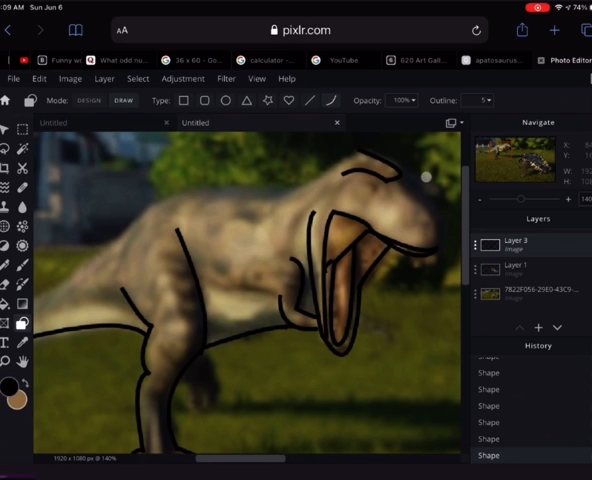 :09 AM Sun Jun 6
74%
AA
pixlr.com
Funny w
What odd nu...
36 x 60 - Go...
calculator -...
YouTube
620 Art Gall...
apatosaurus...
Photo Editor
File Edit Image Layer Select Adjustment Filter View Help
Mode: DESIGN DRAW Type: Opacity: 100% Outline: 5
Untitled ×
Untitled ×
Navigate
X:
Y:
W: 192
H: 108
- + 140
Layers
Layer 3
Image
Layer 1
Image
7822F056-29E0-43C9-...
Image
History
Shape
Shape
Shape
Shape
Shape
Shape
Shape
1920 x 1080 px @ 140%